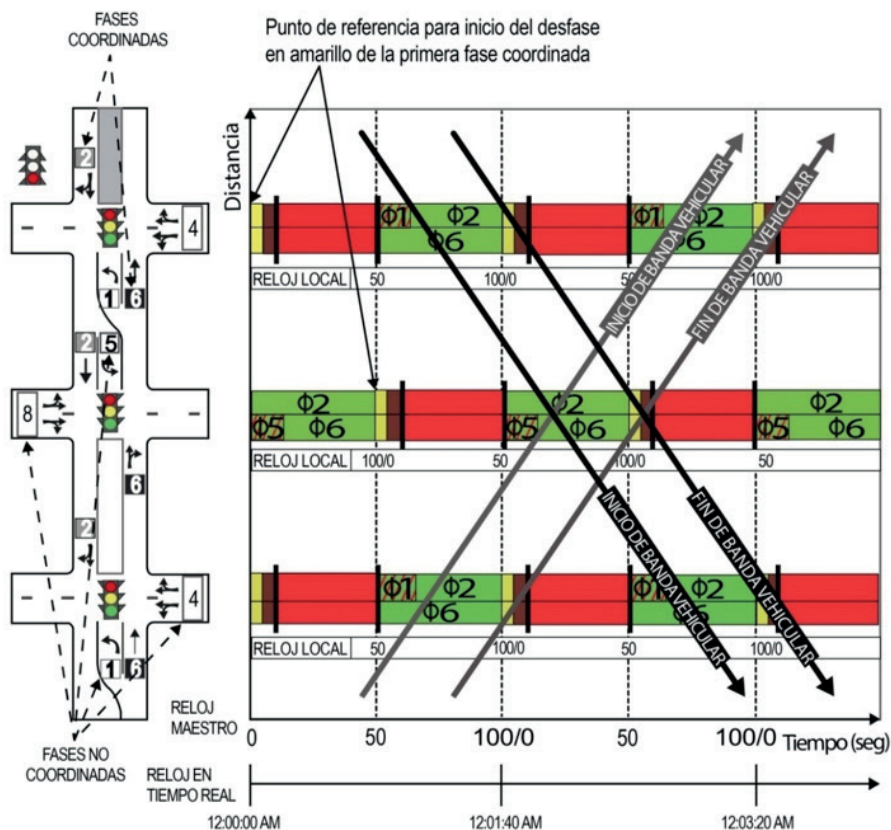 FASES
COORDINADAS
Punto de referencia para inicio del desfase
en amarillo de la primera fase coordinada
Distancia
2
4
1 6
Φ1 Φ2
Φ6
Φ1 Φ2
Φ6
RELOJ LOCAL 50 100/0 50 100/0
INICIO DE BANDA VEHICULAR
FIN DE BANDA VEHICULAR
2 5
8
6
Φ2
Φ5 Φ6
Φ2
Φ5 Φ6
Φ2
Φ5 Φ6
RELOJ LOCAL 100/0 50 100/0 50
INICIO DE BANDA VEHICULAR
FIN DE BANDA VEHICULAR
2
4
1 6
Φ1 Φ2
Φ6
Φ1 Φ2
RELOJ LOCAL 50 100/0 50 100/0
RELOJ
MAESTRO
0 50 100/0 50 100/0 Tiempo (seg)
FASES NO
COORDINADAS
RELOJ EN
TIEMPO REAL
12:00:00 AM 12:01:40 AM 12:03:20 AM